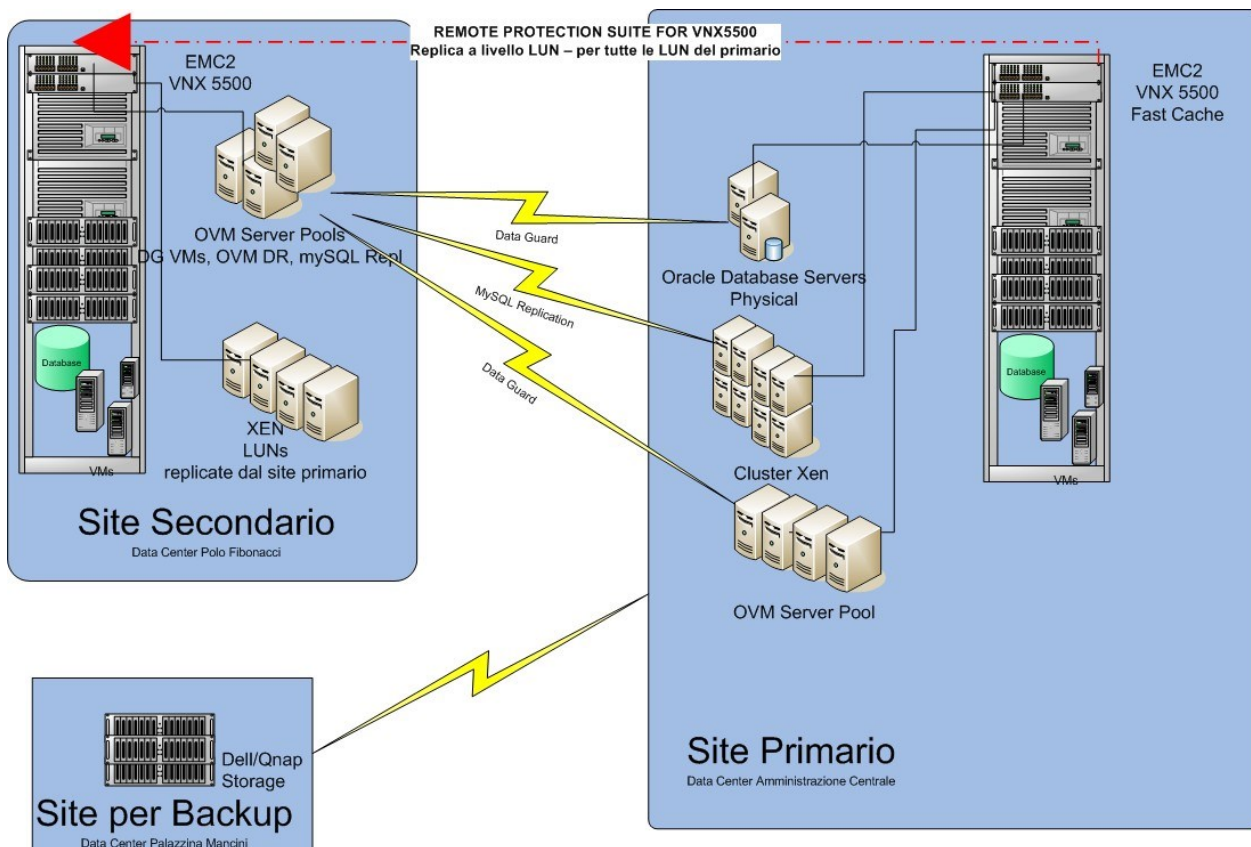 REMOTE PROTECTION SUITE FOR VNX5500
Replica a livello LUN – per tutte le LUN del primario
EMC2
VNX 5500
OVM Server Pools
DG VMs, OVM DR, mySQL Repl
Database
VMs
XEN
LUNs
replicate dal site primario
Site Secondario
Data Center Polo Fibonacci
Data Guard
MySQL Replication
Data Guard
EMC2
VNX 5500
Fast Cache
Oracle Database Servers
Physical
Cluster Xen
OVM Server Pool
Database
VMs
Site Primario
Data Center Amministrazione Centrale
Dell/Qnap
Storage
Site per Backup
Data Center Palazzina Mancini